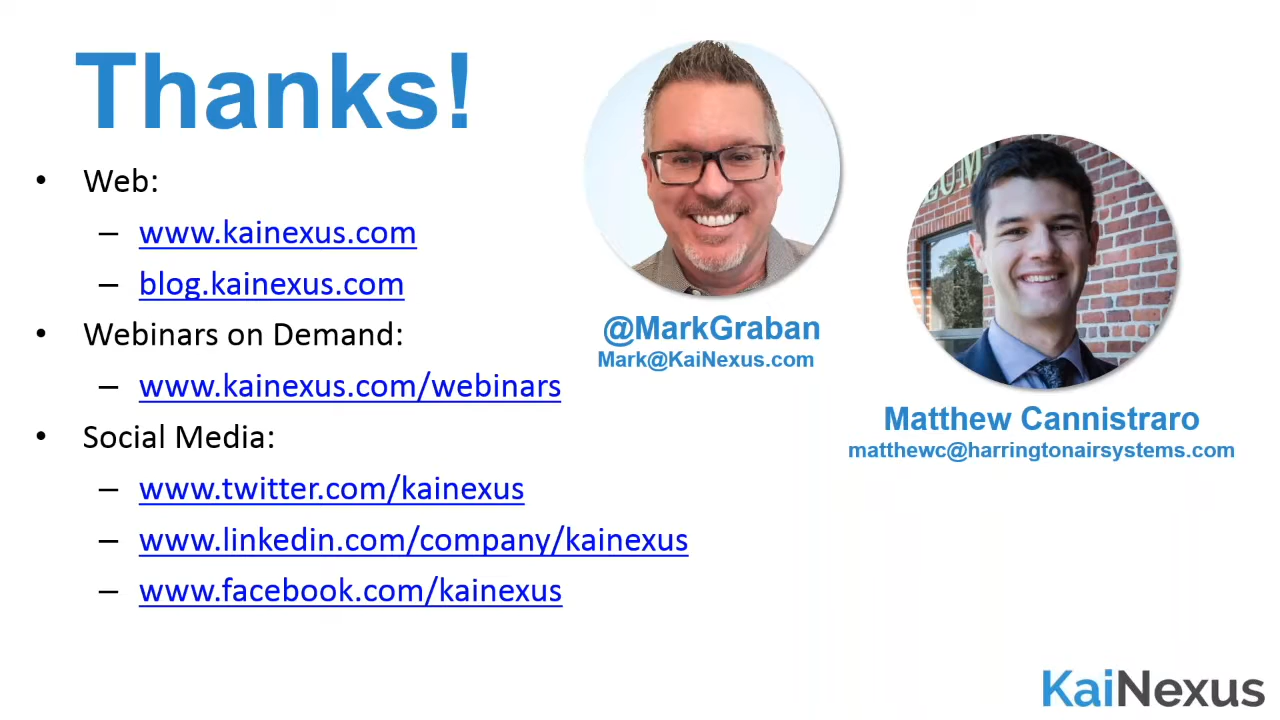 Thanks!
• Web:
– www.kainexus.com
– blog.kainexus.com
• Webinars on Demand:
– www.kainexus.com/webinars
• Social Media:
– www.twitter.com/kainexus
– www.linkedin.com/company/kainexus
– www.facebook.com/kainexus
@MarkGraban
Mark@KaiNexus.com
Matthew Cannistraro
matthewc@harringtonairsystems.com
KaiNexus